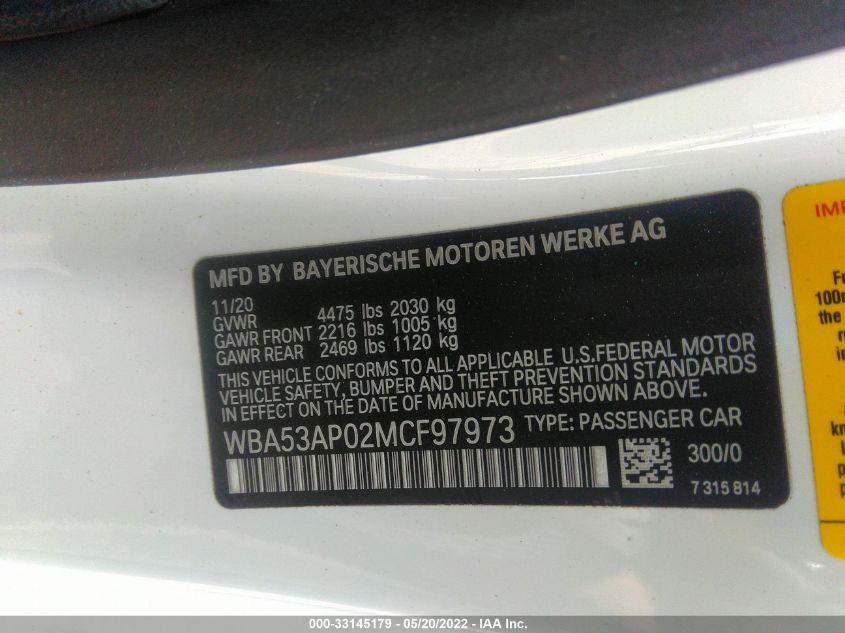 MFD BY BAYERISCHE MOTOREN WERKE AG
11/20
GVWR 4475 lbs 2030 kg
GAWR FRONT 2216 lbs 1005 kg
GAWR REAR 2469 lbs 1120 kg
THIS VEHICLE CONFORMS TO ALL APPLICABLE U.S.FEDERAL MOTOR
VEHICLE SAFETY, BUMPER AND THEFT PREVENTION STANDARDS
IN EFFECT ON THE DATE OF MANUFACTURE SHOWN ABOVE.
WBA53AP02MCF97973 TYPE: PASSENGER CAR
300/0
7315814
100
the
000-33145179 - 05/20/2022 - IAA Inc.